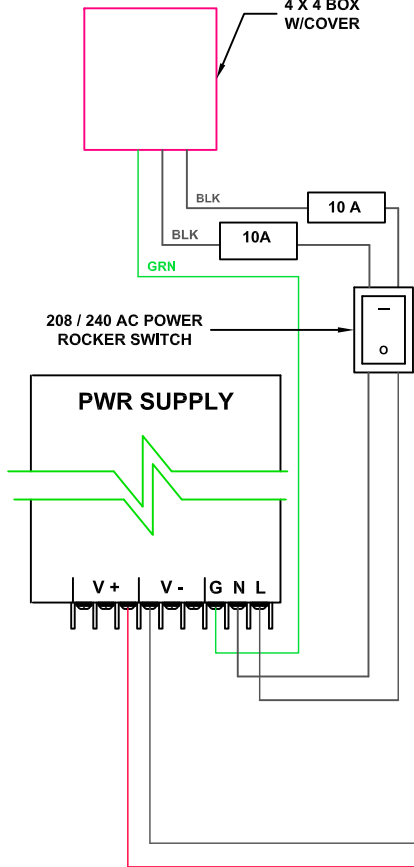 4 X 4 BOX
W/COVER
BLK
10 A
BLK
10A
GRN
208 / 240 AC POWER
ROCKER SWITCH
O
PWR SUPPLY
V + V - G N L